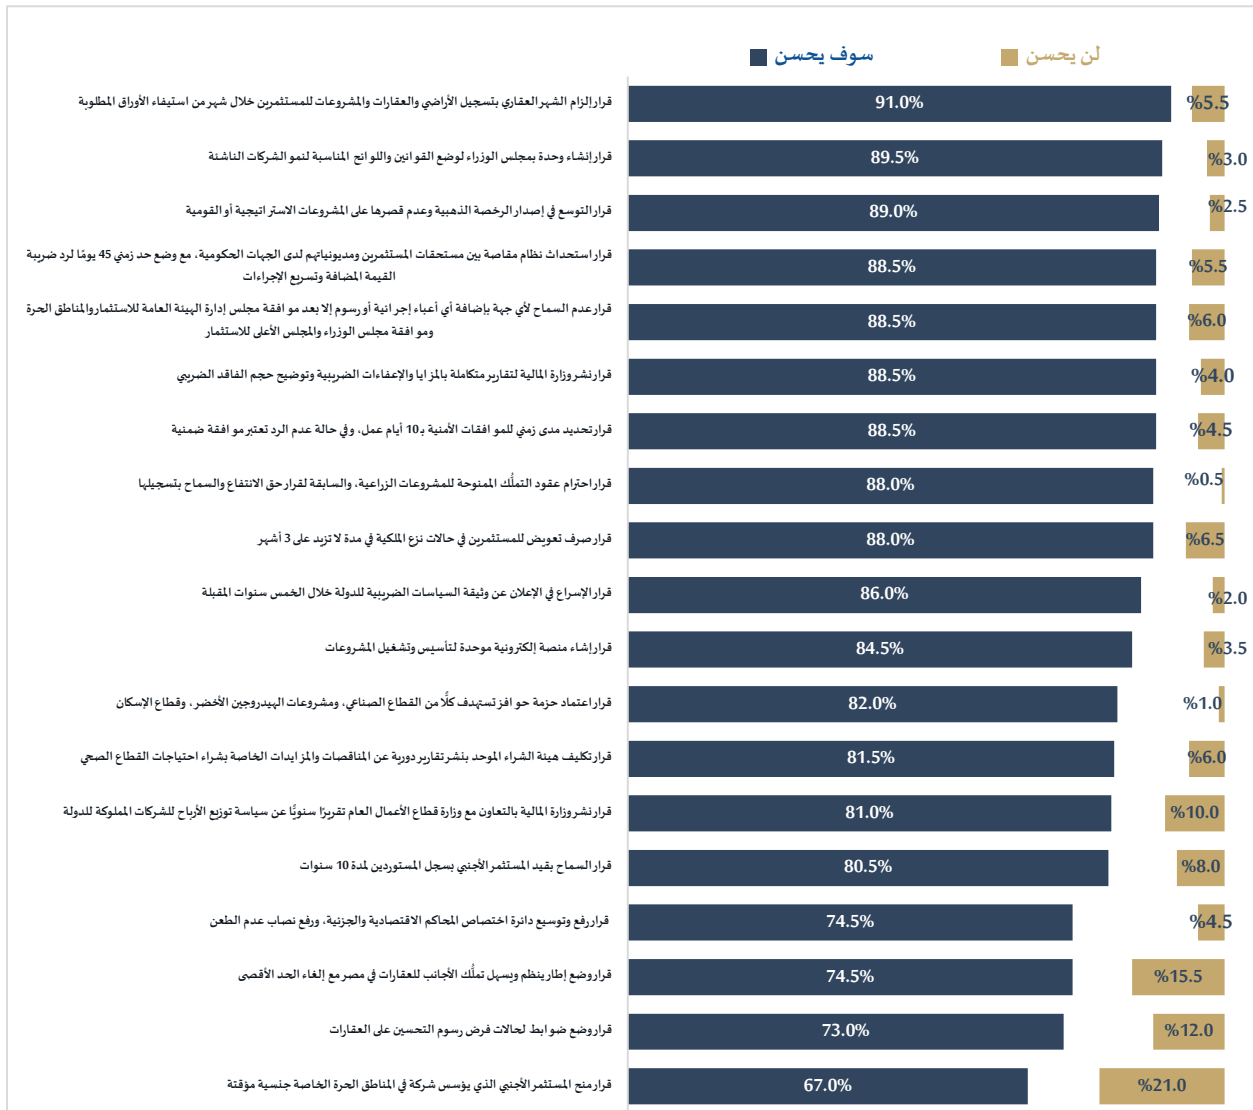 سوف يحسن
لن يحسن
قرار إلزام الشهر العقاري بتسجيل الأراضي والعقارات والمشروعات للمستثمرين خلال شهر من استيفاء الأوراق المطلوبة
91.0%
%5.5
قرار إنشاء وحدة بمجلس الوزراء لوضع القوانين واللوائح المناسبة لنمو الشركات الناشئة
89.5%
%3.0
قرار التوسع في إصدار الرخصة الذهبية وعدم قصرها على المشروعات الاستراتيجية أو القومية
89.0%
%2.5
قرار استحداث نظام مقاصة بين مستحقات المستثمرين ومديونياتهم لدى الجهات الحكومية، مع وضع حد زمني 45 يومًا لرد ضريبة
القيمة المضافة وتسريع الإجراءات
88.5%
%5.5
قرار عدم السماح لأي جهة بإضافة أي أعباء إجرائية أو رسوم إلا بعد موافقة مجلس إدارة الهيئة العامة للاستثمار والمناطق الحرة
وموافقة مجلس الوزراء والمجلس الأعلى للاستثمار
88.5%
%6.0
قرار نشر وزارة المالية لتقارير متكاملة بالمزايا والإعفاءات الضريبية وتوضيح حجم الفاقد الضريبي
88.5%
%4.0
قرار تحديد مدى زمني للموافقات الأمنية بـ 10 أيام عمل، وفي حالة عدم الرد تعتبر موافقة ضمنية
88.5%
%4.5
قرار احترام عقود التملُّك الممنوحة للمشروعات الزراعية، والسابقة لقرار حق الانتفاع والسماح بتسجيلها
88.0%
%0.5
قرار صرف تعويض للمستثمرين في حالات نزع الملكية في مدة لا تزيد على 3 أشهر
88.0%
%6.5
قرار الإسراع في الإعلان عن وثيقة السياسات الضريبية للدولة خلال الخمس سنوات المقبلة
86.0%
%2.0
قرار إشاء منصة إلكترونية موحدة لتأسيس وتشغيل المشروعات
84.5%
%3.5
قرار اعتماد حزمة حوافز تستهدف كلًّا من القطاع الصناعي، ومشروعات الهيدروجين الأخضر، وقطاع الإسكان
82.0%
%1.0
قرار تكليف هيئة الشراء الموحد بنشر تقارير دورية عن المناقصات والمزايدات الخاصة بشراء احتياجات القطاع الصحي
81.5%
%6.0
قرار نشر وزارة المالية بالتعاون مع وزارة قطاع الأعمال العام تقريرًا سنويًّا عن سياسة توزيع الأرباح للشركات المملوكة للدولة
81.0%
%10.0
قرار السماح بقيد المستثمر الأجنبي بسجل المستوردين لمدة 10 سنوات
80.5%
%8.0
قرار رفع وتوسيع دائرة اختصاص المحاكم الاقتصادية والجزئية، ورفع نصاب عدم الطعن
74.5%
%4.5
قرار وضع إطار ينظم ويسهل تملُّك الأجانب للعقارات في مصر مع إلغاء الحد الأقصى
74.5%
%15.5
قرار وضع ضوابط لحالات فرض رسوم التحسين على العقارات
73.0%
%12.0
قرار منح المستثمر الأجنبي الذي يؤسس شركة في المناطق الحرة الخاصة جنسية مؤقتة
67.0%
%21.0